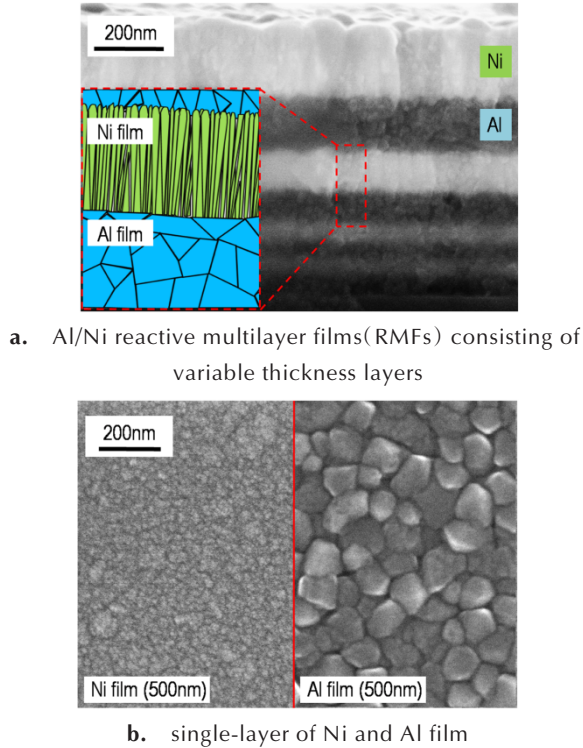 200nm
Ni
Al
Ni film
Al film
a. Al/Ni reactive multilayer films(RMFs) consisting of
variable thickness layers
200nm
Ni film (500nm)
Al film (500nm)
b. single-layer of Ni and Al film